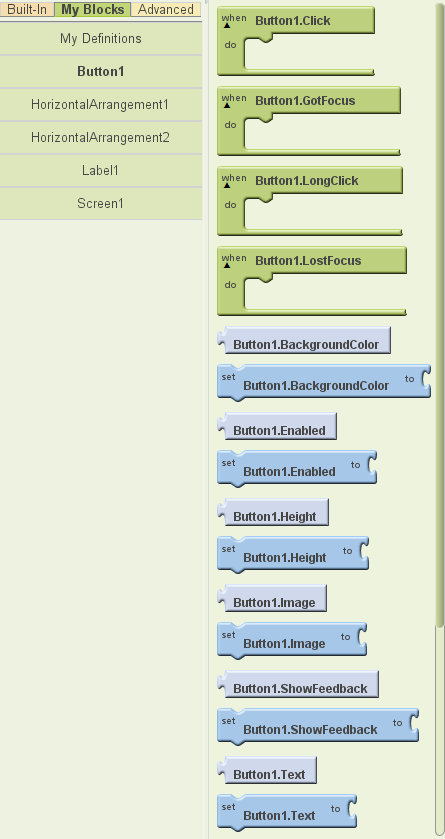 Built-In My Blocks Advanced
My Definitions
Button1
HorizontalArrangement1
HorizontalArrangement2
Label1
Screen1
when Button1.Click
do
when Button1.GotFocus
do
when Button1.LongClick
do
when Button1.LostFocus
do
Button1.BackgroundColor
set Button1.BackgroundColor to
Button1.Enabled
set Button1.Enabled to
Button1.Height
set Button1.Height to
Button1.Image
set Button1.Image to
Button1.ShowFeedback
set Button1.ShowFeedback to
Button1.Text
set Button1.Text to